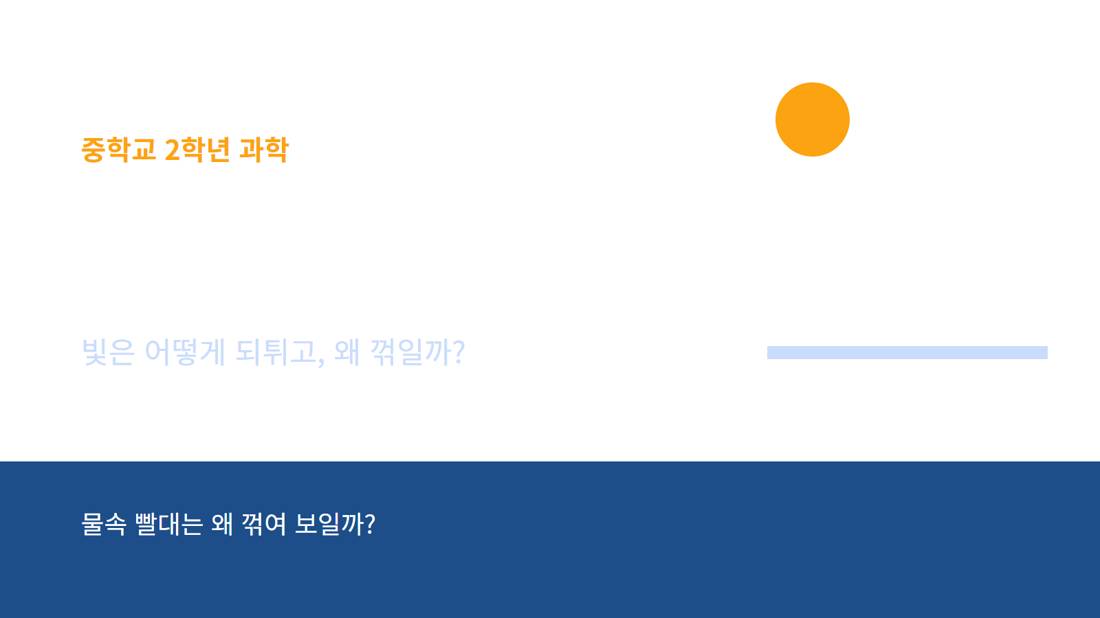 중학교 2학년 과학
빛은 어떻게 되튀고, 왜 꺾일까?
물속 빨대는 왜 꺾여 보일까?